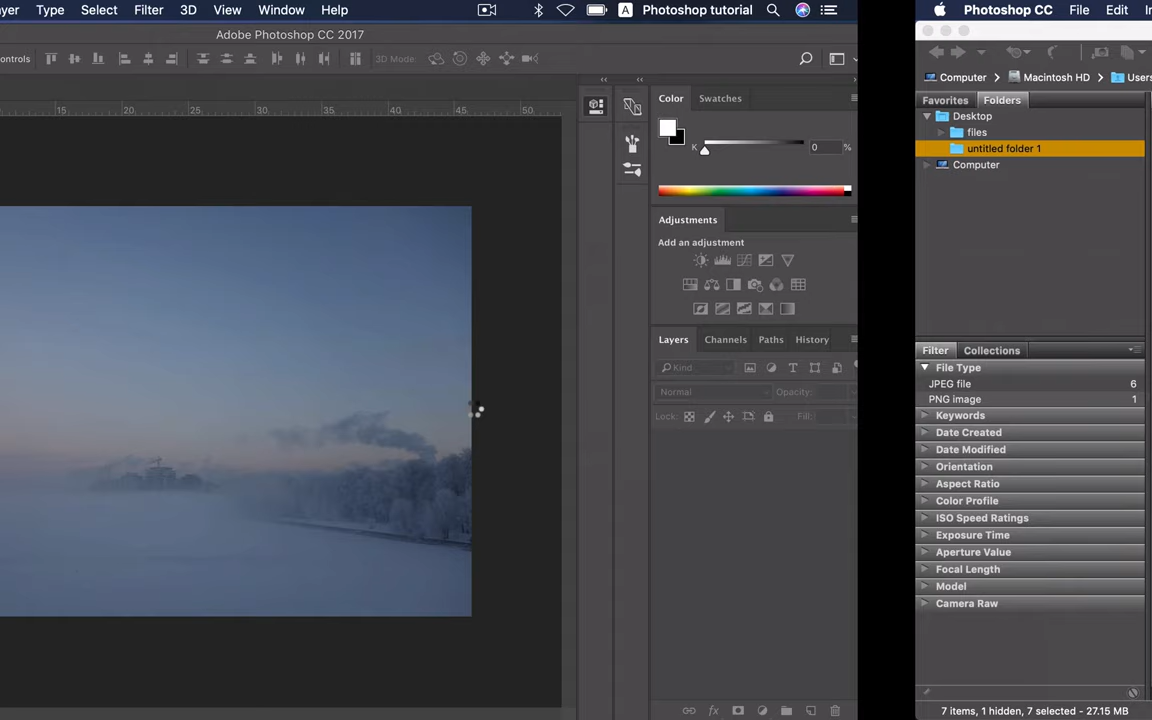 yer Type Select Filter 3D View Window Help A Photoshop tutorial
Adobe Photoshop CC 2017
ontrols 3D Mode:
15 20 25 30 35 40 45 50
Color Swatches
K 0 %
Adjustments
Add an adjustment
Layers Channels Paths History
Kind
Normal Opacity:
Lock: Fill:
fx
Photoshop CC File Edit
Computer Macintosh HD Users
Favorites Folders
Desktop
files
untitled folder 1
Computer
Filter Collections
File Type
JPEG file 6
PNG image 1
Keywords
Date Created
Date Modified
Orientation
Aspect Ratio
Color Profile
ISO Speed Ratings
Exposure Time
Aperture Value
Focal Length
Model
Camera Raw
7 items, 1 hidden, 7 selected - 27.15 MB